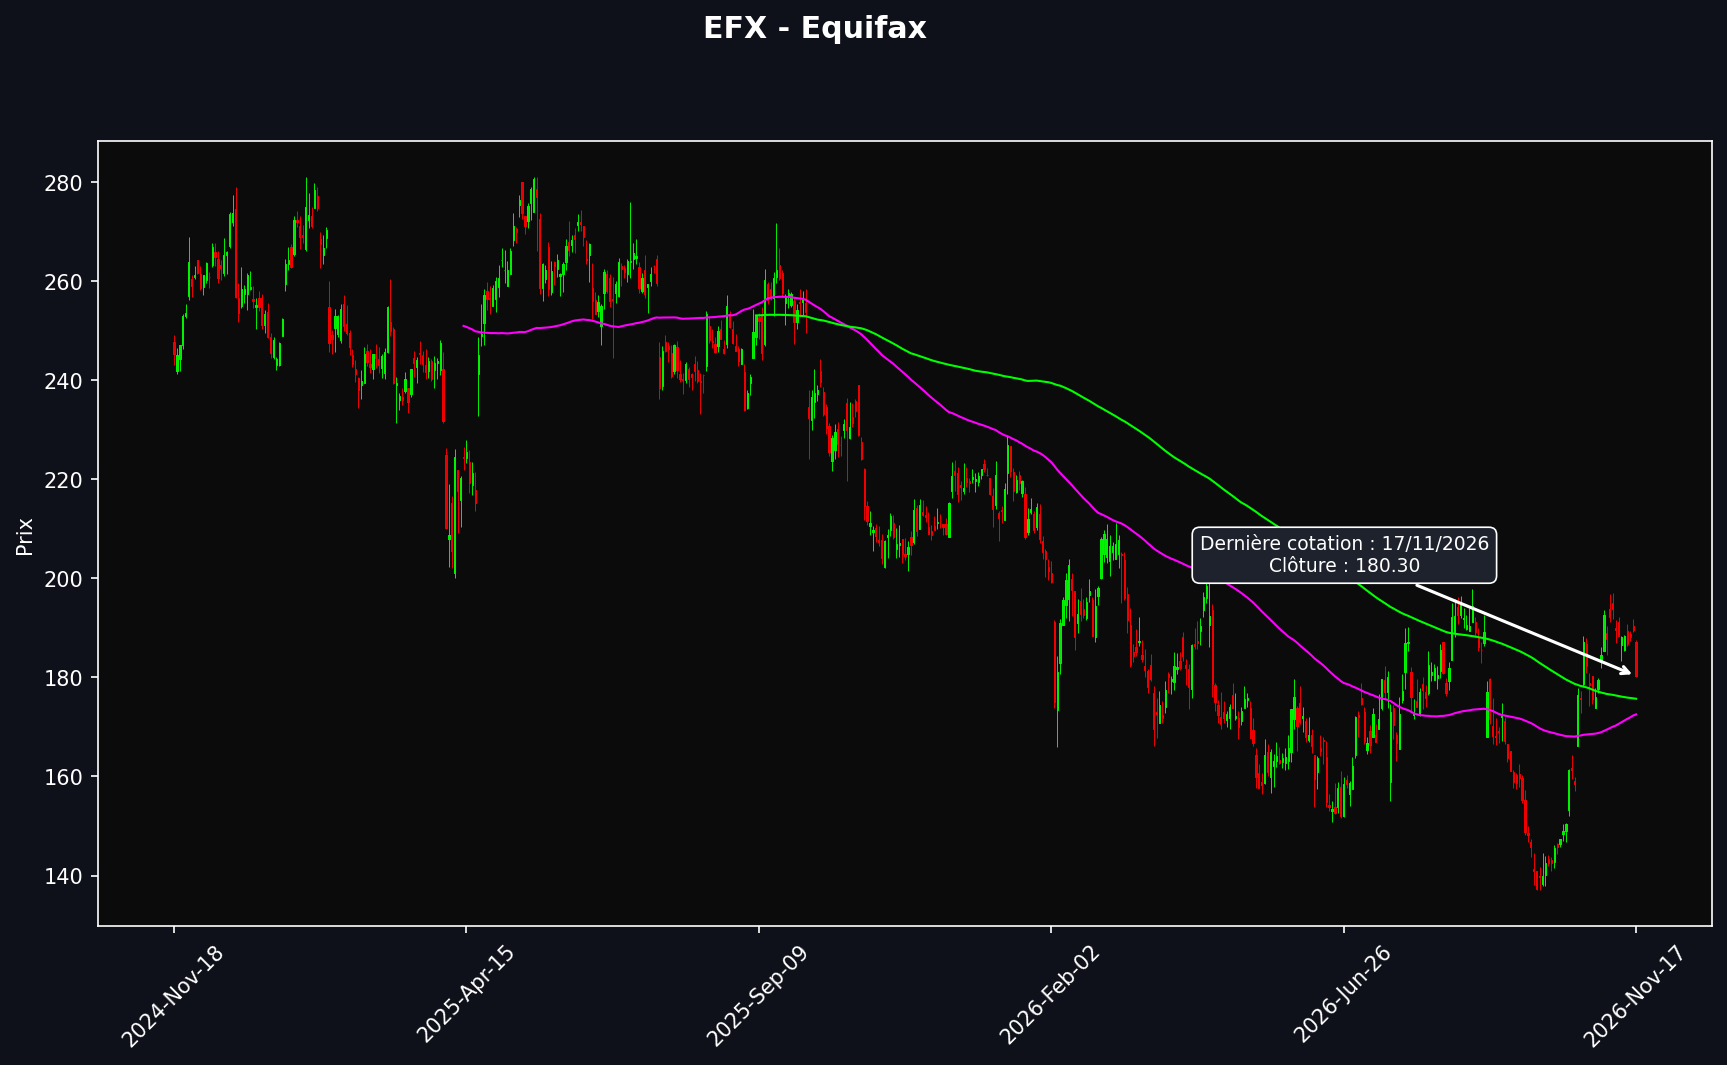 EFX - Equifax
Prix
280
260
240
220
200
180
160
140
Dernière cotation : 17/11/2026
Clôture : 180.30
2024-Nov-18
2025-Apr-15
2025-Sep-09
2026-Feb-02
2026-Jun-26
2026-Nov-17